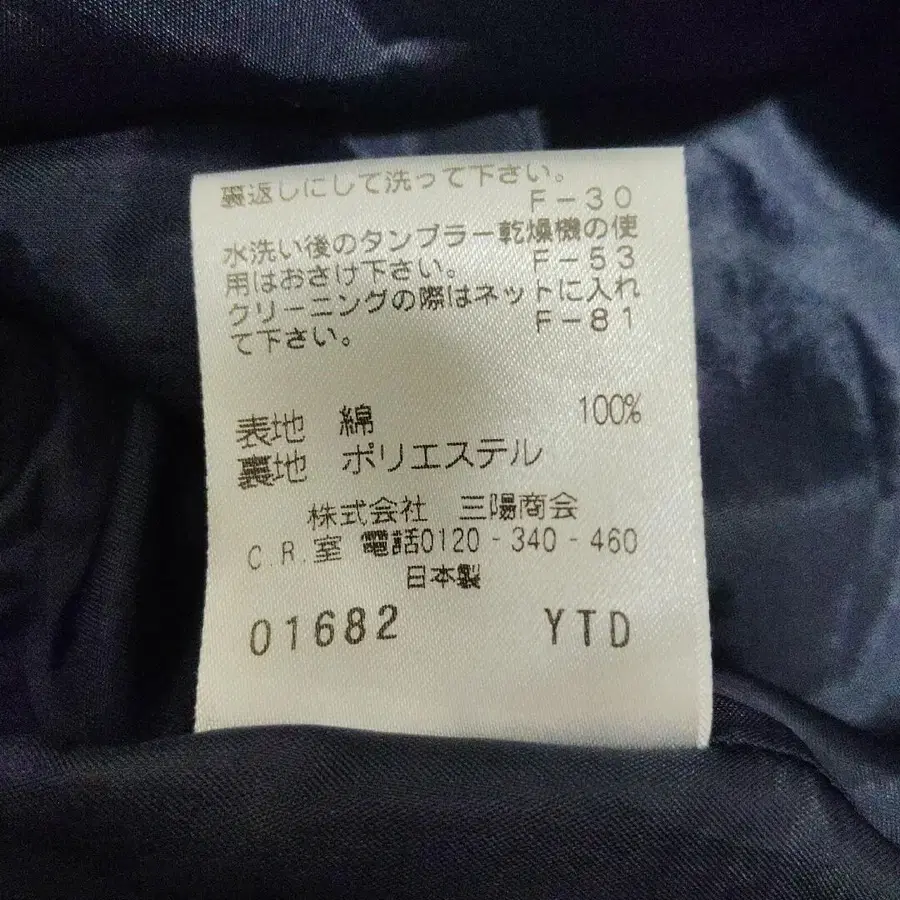 裏返しにして洗って下さい。
F-30
水洗い後のタンブラー乾燥機の使
用はおさけ下さい。 F-53
クリーニングの際はネットに入れ
て下さい。 F-81
表地 綿 100%
裏地 ポリエステル
株式会社 三陽商会
C.R.室 電話0120-340-460
日本製
01682 YTD